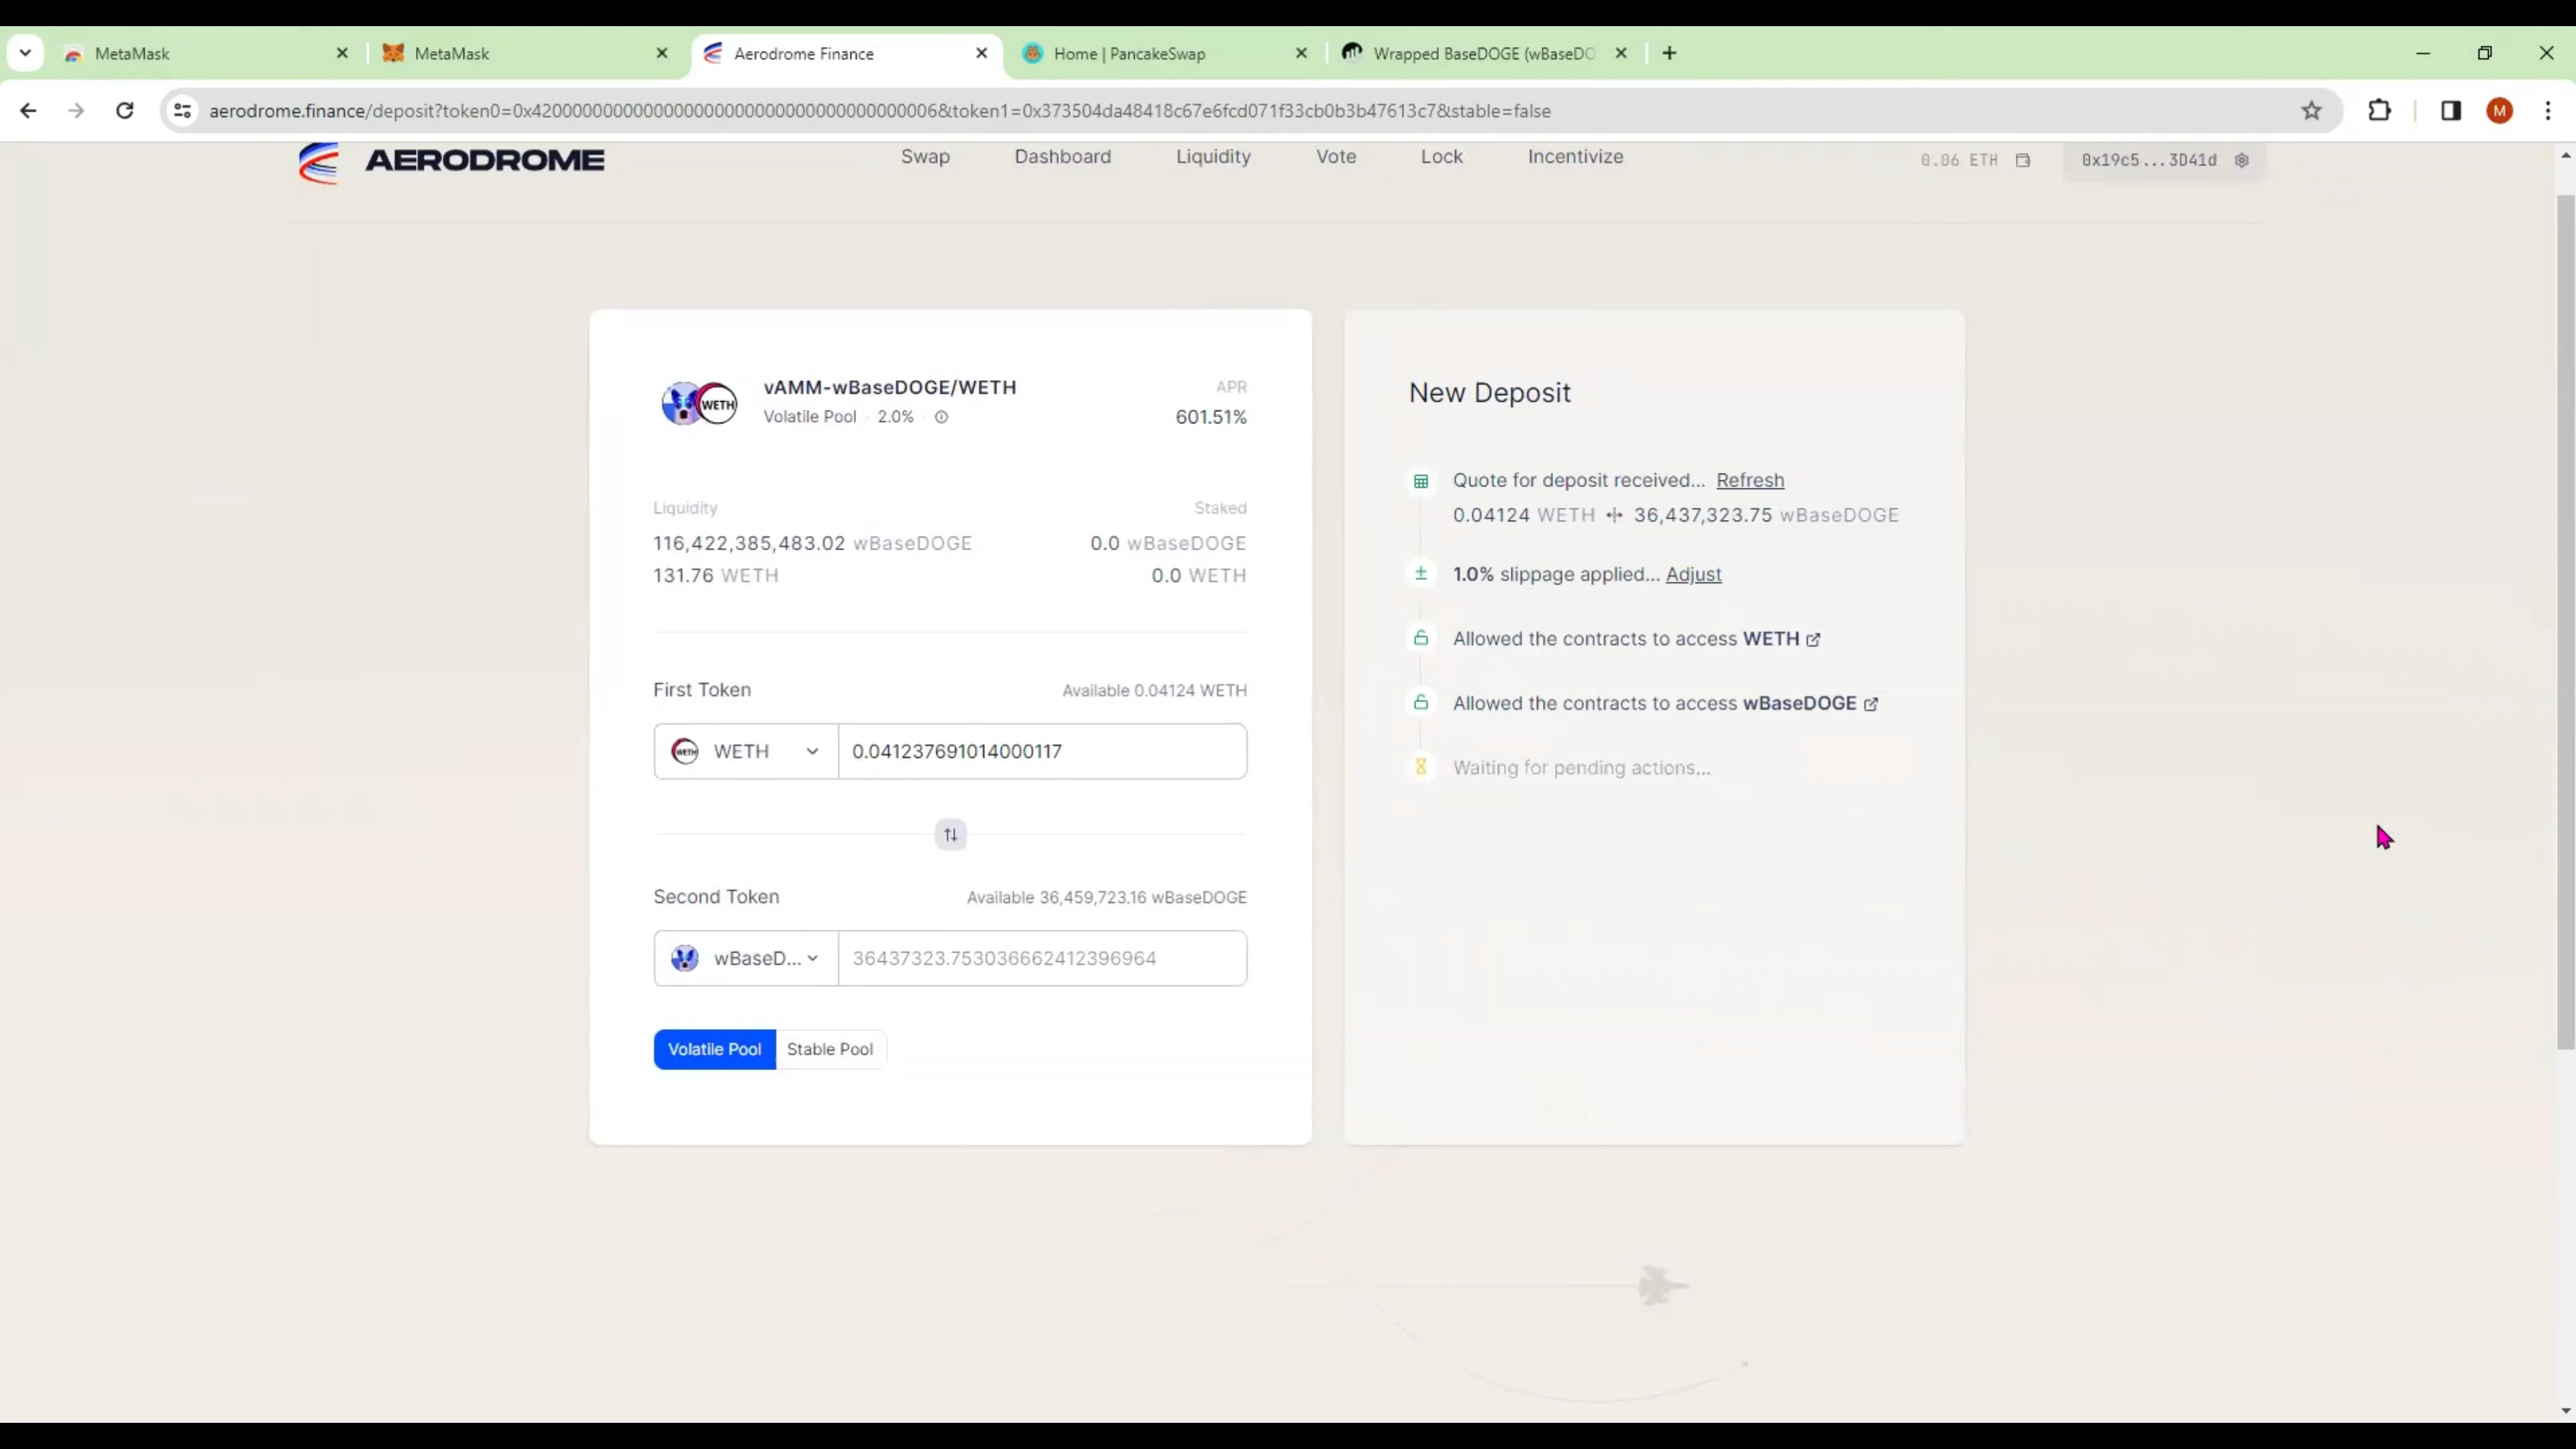 MetaMask
MetaMask
Aerodrome Finance
Home | PancakeSwap
Wrapped BaseDOGE (wBaseDO
aerodrome.finance/deposit?token0=0x4200000000000000000000000000000000000006&token1=0x373504da48418c67e6fcd071f33cb0b3b47613c7&stable=false
M
AERODROME
Swap
Dashboard
Liquidity
Vote
Lock
Incentivize
0.06 ETH
0x19c5...3D41d
WETH
vAMM-wBaseDOGE/WETH
APR
Volatile Pool · 2.0%
601.51%
Liquidity
Staked
116,422,385,483.02 wBaseDOGE
0.0 wBaseDOGE
131.76 WETH
0.0 WETH
First Token
Available 0.04124 WETH
WETH
WETH
0.041237691014000117
Second Token
Available 36,459,723.16 wBaseDOGE
wBaseD...
36437323.753036662412396964
Volatile Pool
Stable Pool
New Deposit
Quote for deposit received... Refresh
0.04124 WETH 36,437,323.75 wBaseDOGE
1.0% slippage applied... Adjust
Allowed the contracts to access WETH
Allowed the contracts to access wBaseDOGE
Waiting for pending actions...